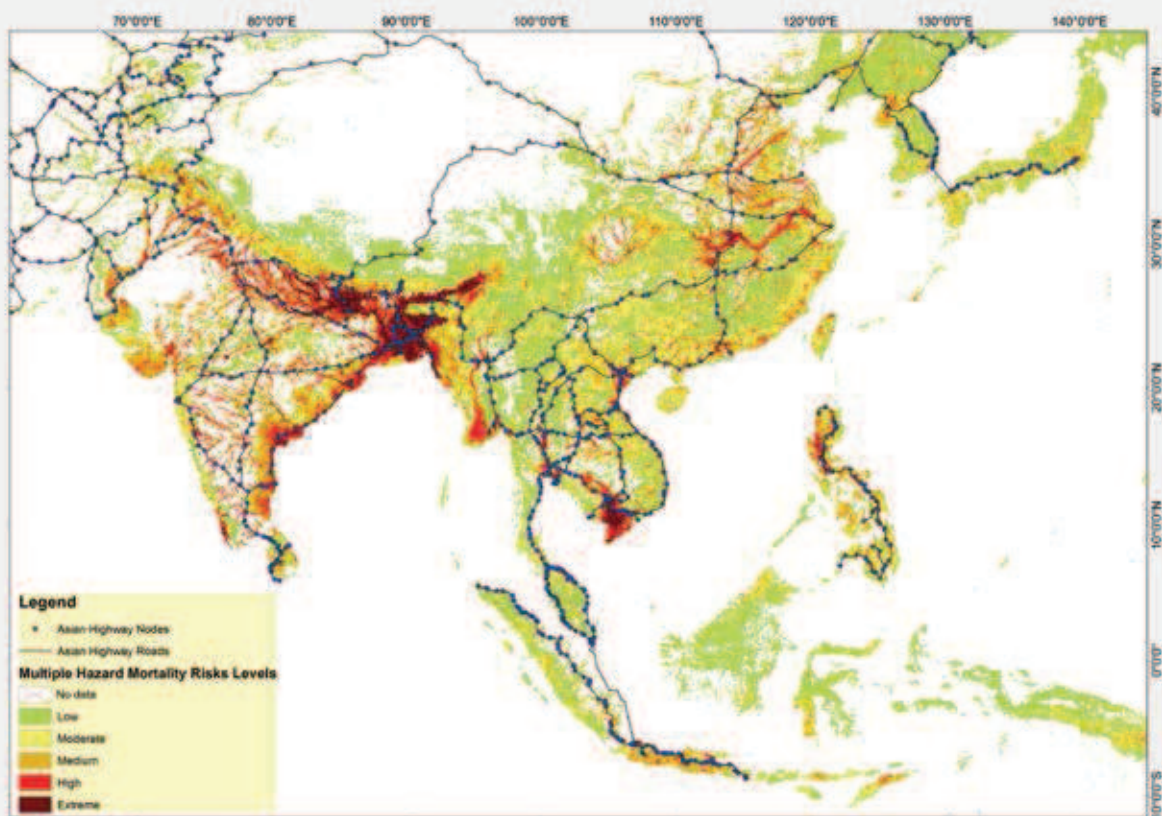 70°0'0"E 80°0'0"E 90°0'0"E 100°0'0"E 110°0'0"E 120°0'0"E 130°0'0"E 140°0'0"E
40°0'0"N
30°0'0"N
20°0'0"N
10°0'0"N
0°0'0"
10°0'0"S
Legend
Asian Highway Nodes
Asian Highway Roads
Multiple Hazard Mortality Risks Levels
No data
Low
Moderate
Medium
High
Extreme